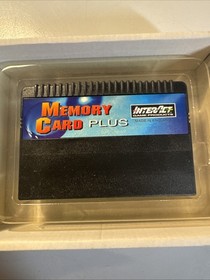 MEMORY
CARD PLUS
INTERACT
GAME PRODUCTS